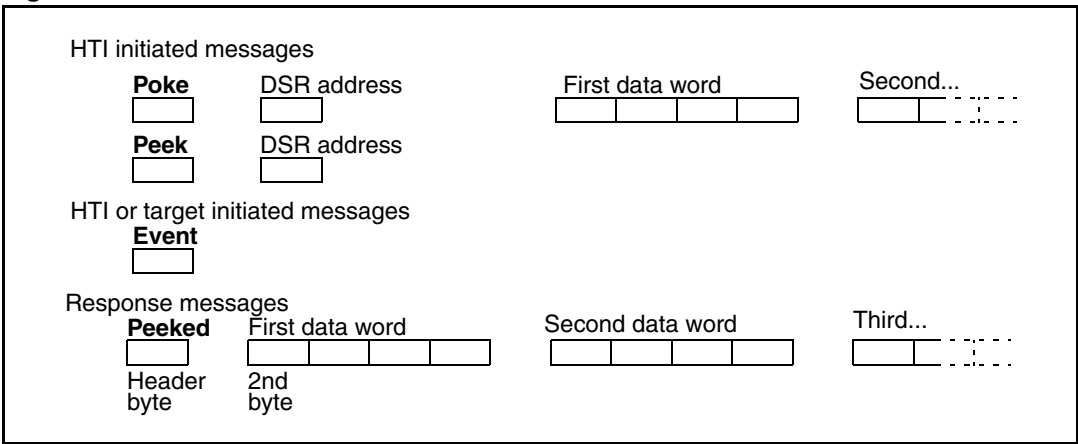 HTI initiated messages
Poke DSR address First data word Second...
Peek DSR address
HTI or target initiated messages
Event
Response messages
Peeked First data word Second data word Third...
Header byte 2nd byte